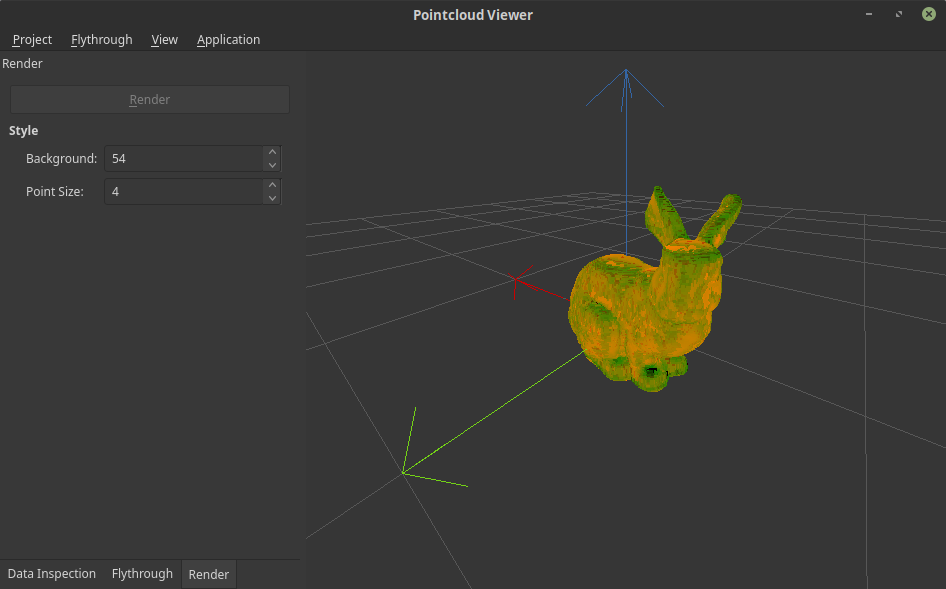 Pointcloud Viewer
Project Flythrough View Application
Render
Render
Style
Background: 54
Point Size: 4
Data Inspection Flythrough Render